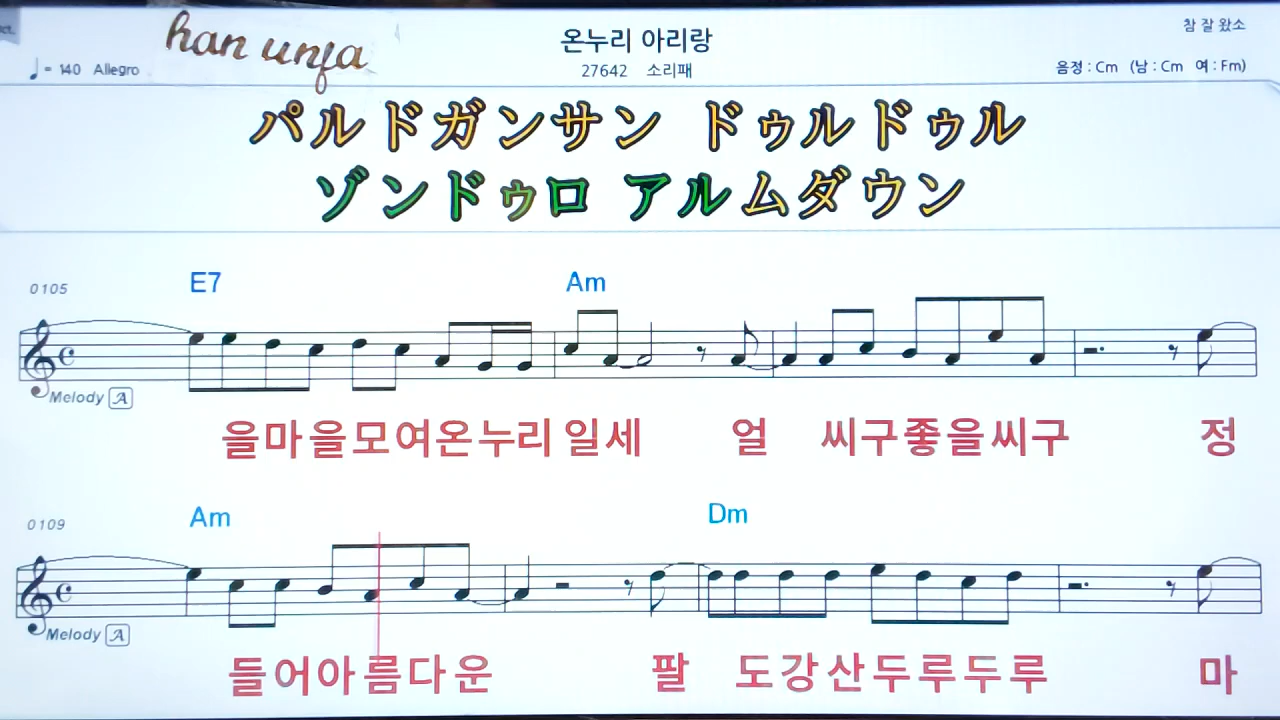 han unfa
온누리 아리랑
참 잘 왔소
♩= 140 Allegro
27642 소리패
음정 : Cm (남 : Cm 여 : Fm)
パルドガンサン ドゥルドゥル
ゾンドゥロ アルムダウン
0105
E7 Am
Melody A
을마을모여온누리일세 얼 씨구좋을씨구 정
0109
Am Dm
Melody A
들어아름다운 팔 도강산두루두루 마